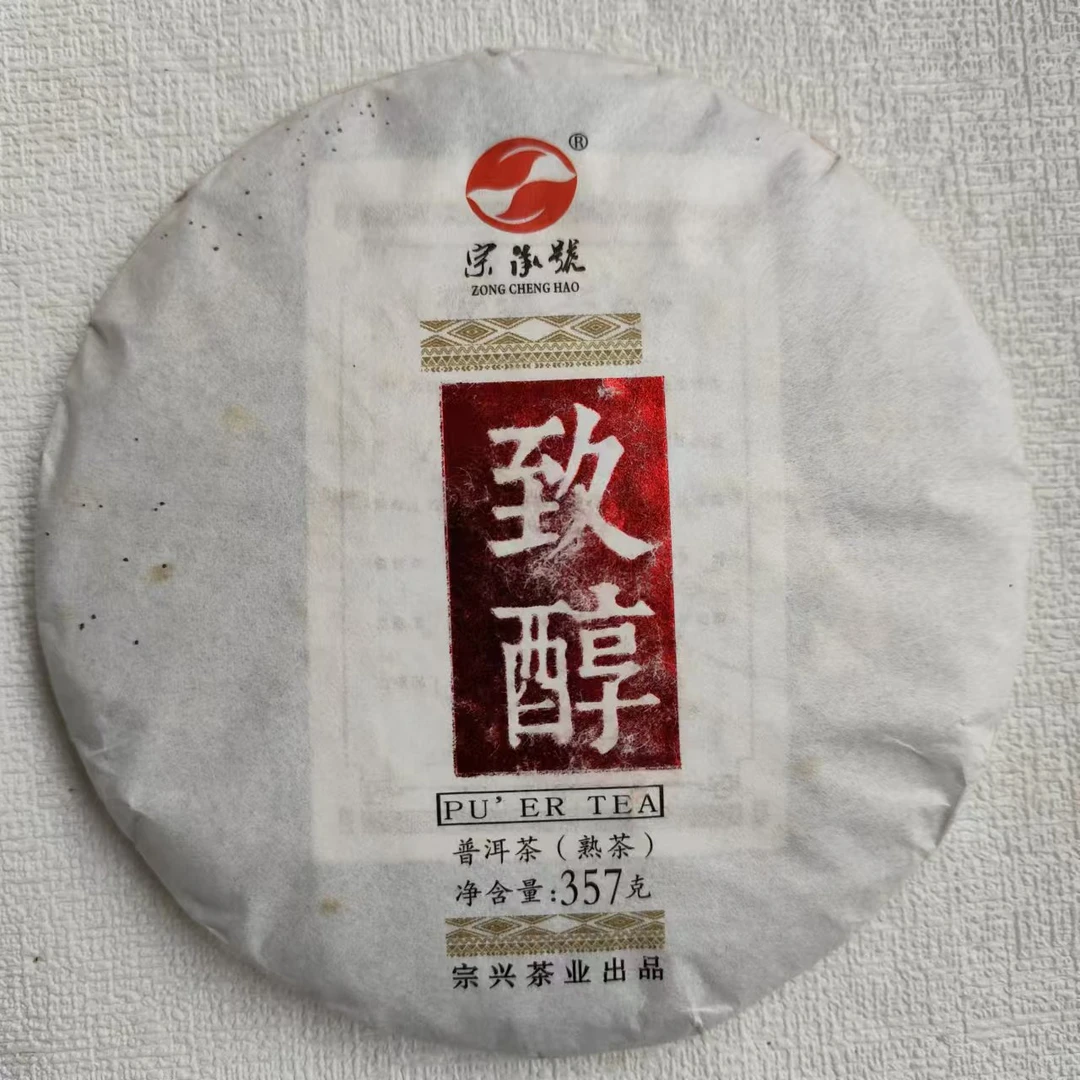 ®
宗承號
ZONG CHENG HAO
致
醇
PU'ER TEA
普洱茶(熟茶)
净含量:357克
宗兴茶业出品